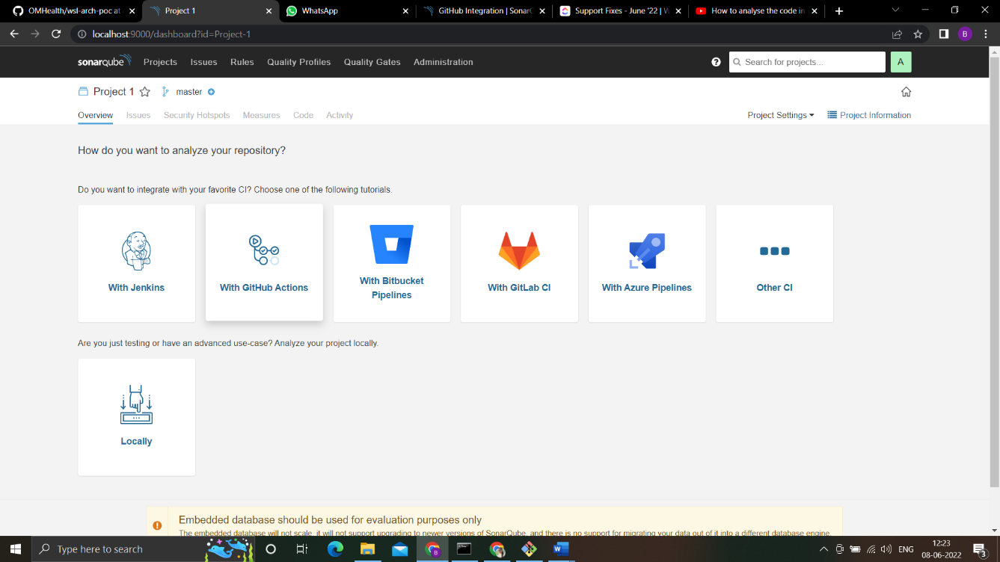 OMHealth/wsl-arch-poc at
Project 1
WhatsApp
GitHub Integration | SonarQ
Support Fixes - June '22 | W
How to analyse the code in
localhost:9000/dashboard?id=Project-1
B
sonarqube Projects Issues Rules Quality Profiles Quality Gates Administration
? Search for projects... A
Project 1 master
Overview Issues Security Hotspots Measures Code Activity
Project Settings Project Information
How do you want to analyze your repository?
Do you want to integrate with your favorite CI? Choose one of the following tutorials.
With Jenkins
With GitHub Actions
With Bitbucket
Pipelines
With GitLab CI
With Azure Pipelines
Other CI
Are you just testing or have an advanced use-case? Analyze your project locally.
Locally
Embedded database should be used for evaluation purposes only
The embedded database will not scale, it will not support upgrading to newer versions of SonarQube, and there is no support for migrating your data out of it into a different database engine.
Type here to search
ENG
12:23
08-06-2022
3